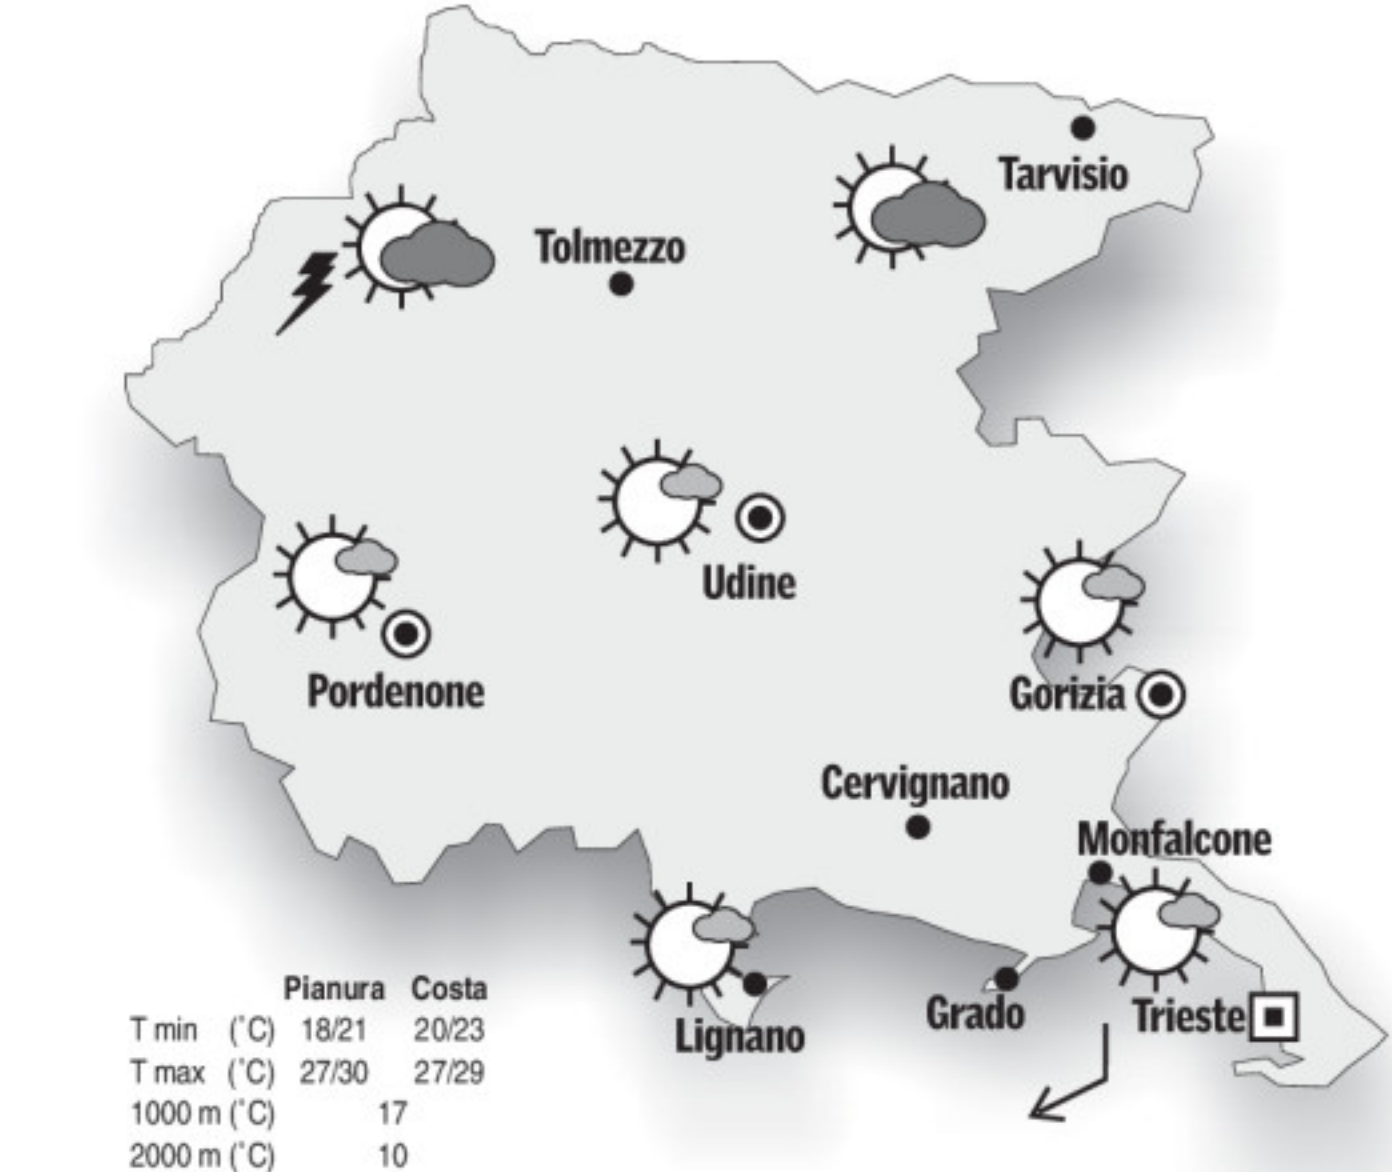 Tarvisio
Tolmezzo
Udine
Pordenone
Gorizia
Cervignano
Monfalcone
Lignano
Grado
Trieste
Pianura Costa
T min (°C) 18/21 20/23
T max (°C) 27/30 27/29
1000 m (°C) 17
2000 m (°C) 10